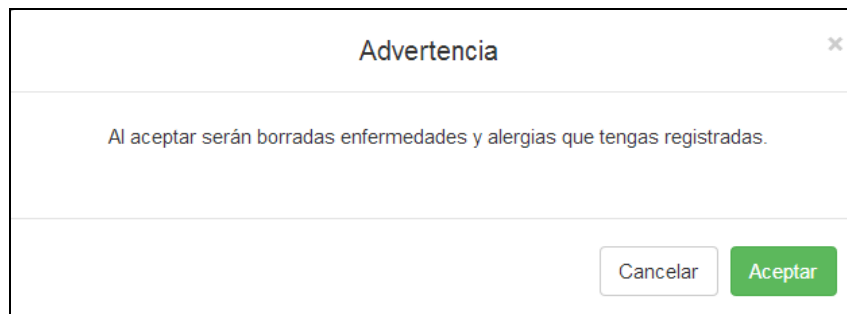 Advertencia
×
Al aceptar serán borradas enfermedades y alergias que tengas registradas.
Cancelar
Aceptar